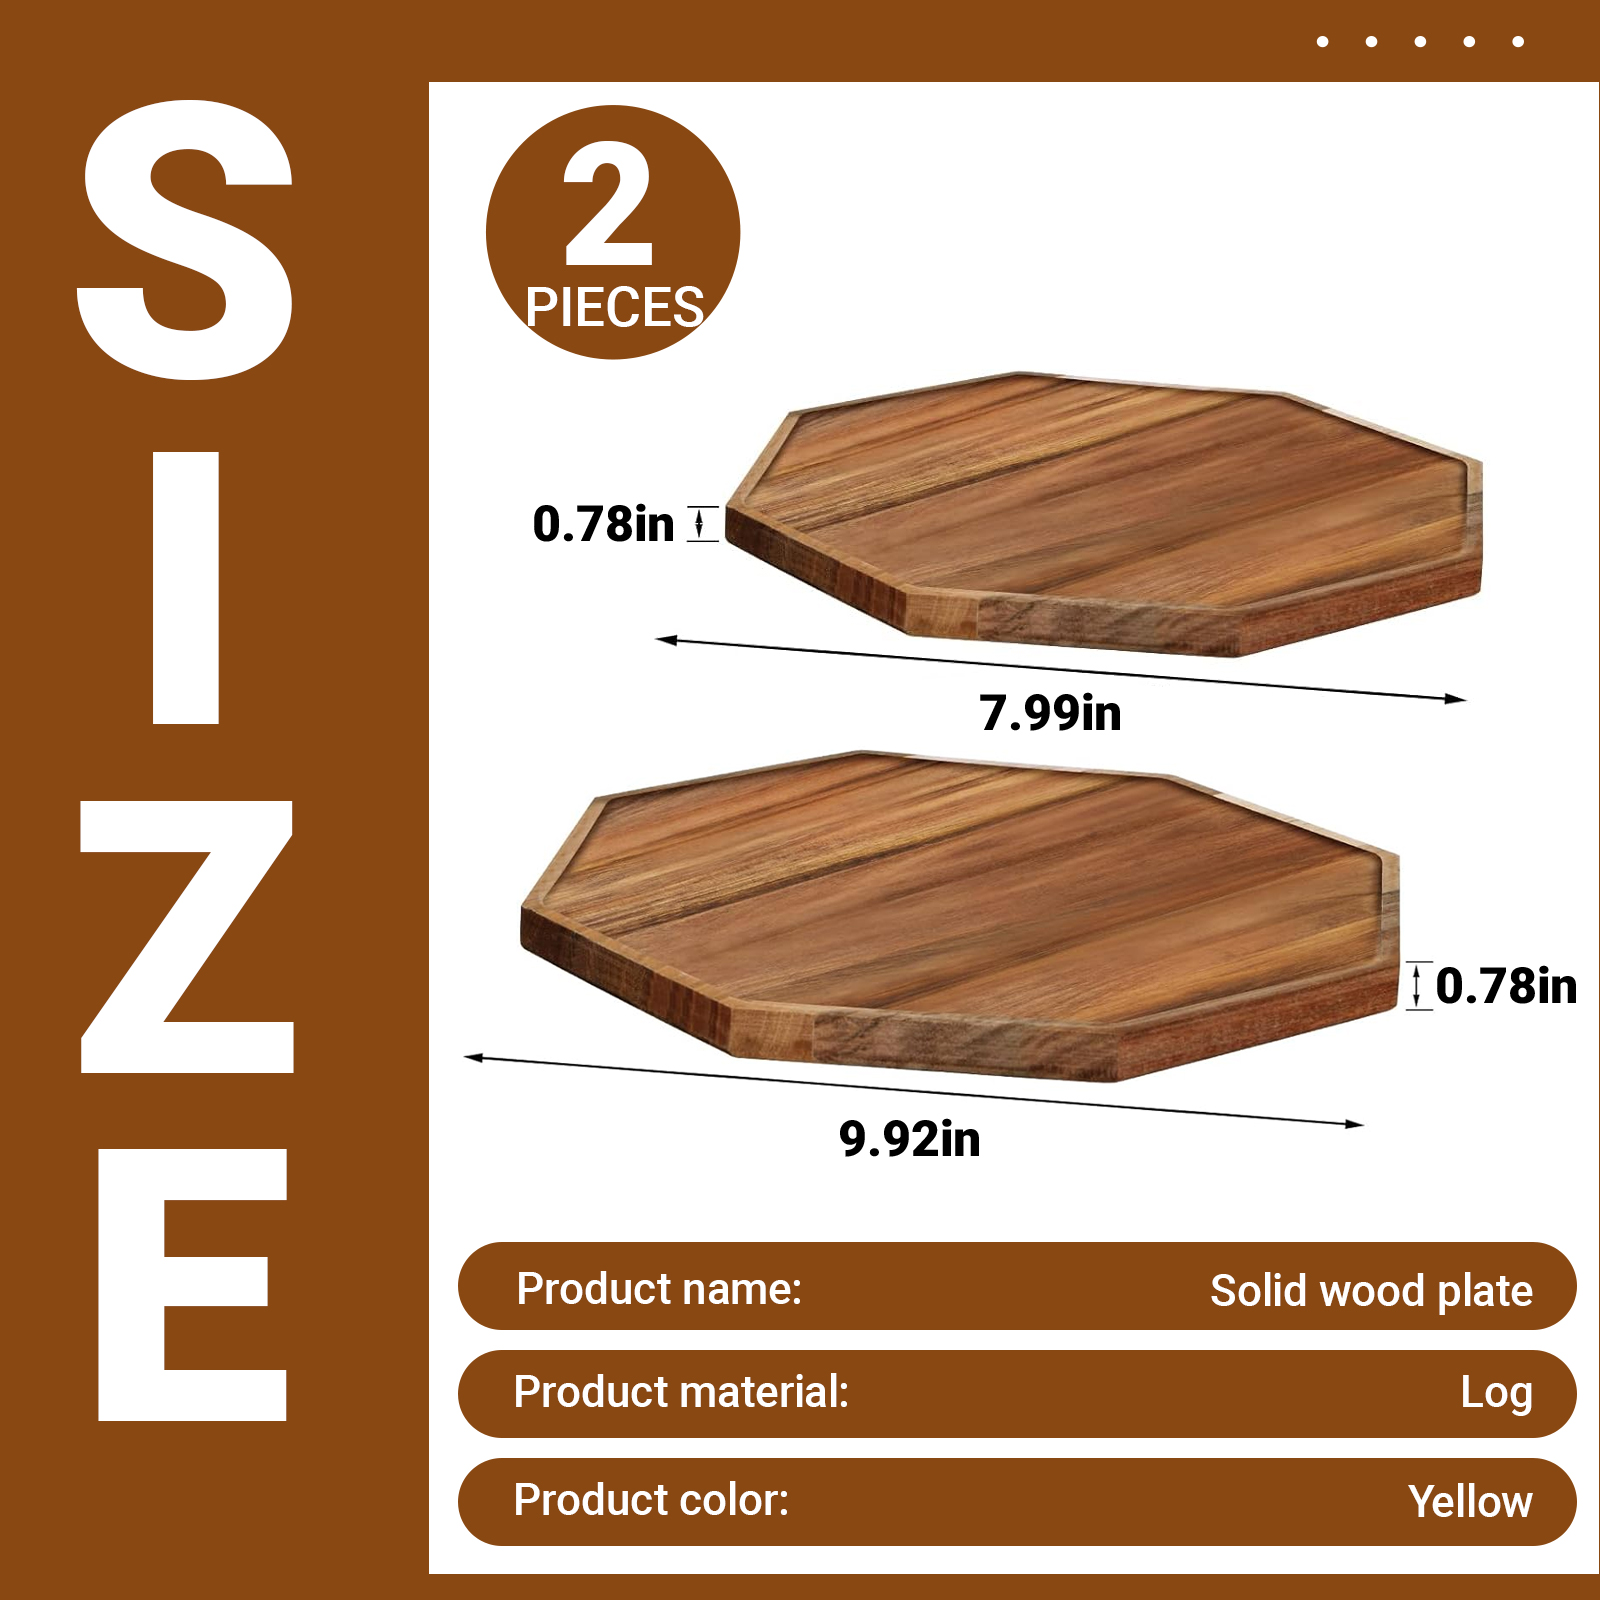 SIZE
2
PIECES
0.78in
7.99in
0.78in
9.92in
Product name: Solid wood plate
Product material: Log
Product color: Yellow